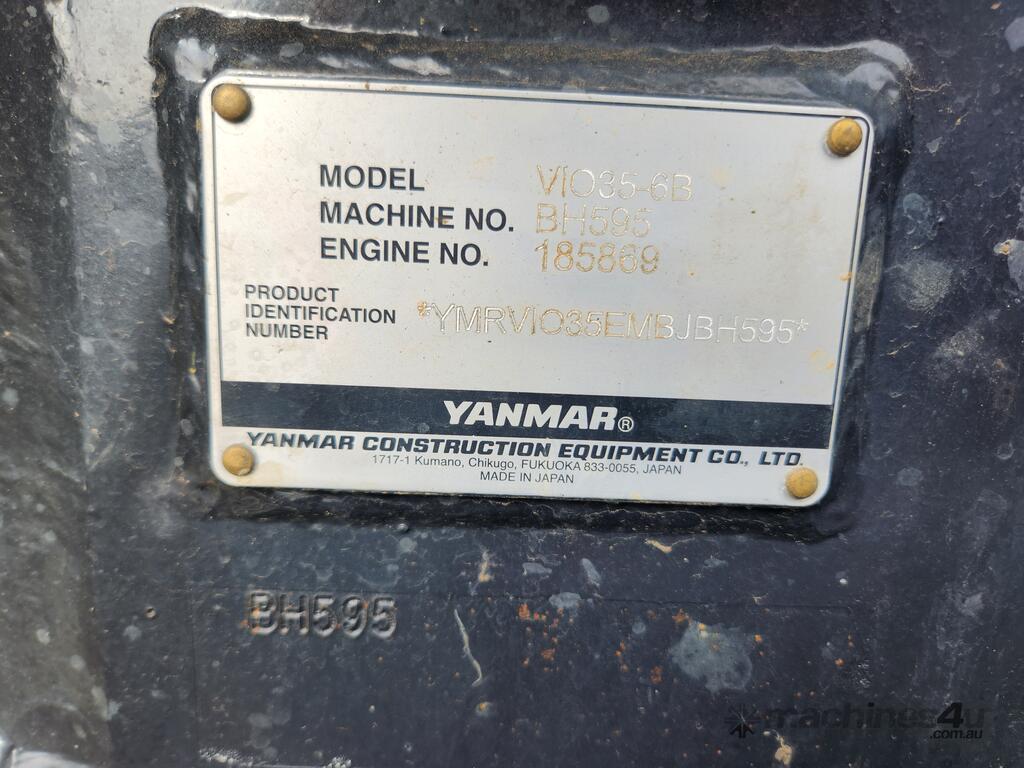 MODEL VIO35-6B
MACHINE NO. BH595
ENGINE NO. 185869
PRODUCT
IDENTIFICATION
NUMBER
*YMRVIO35EMBJBH595*
YANMAR®
YANMAR CONSTRUCTION EQUIPMENT CO., LTD.
1717-1 Kumano, Chikugo, FUKUOKA 833-0055, JAPAN
MADE IN JAPAN
BH595
machines4u
.com.au